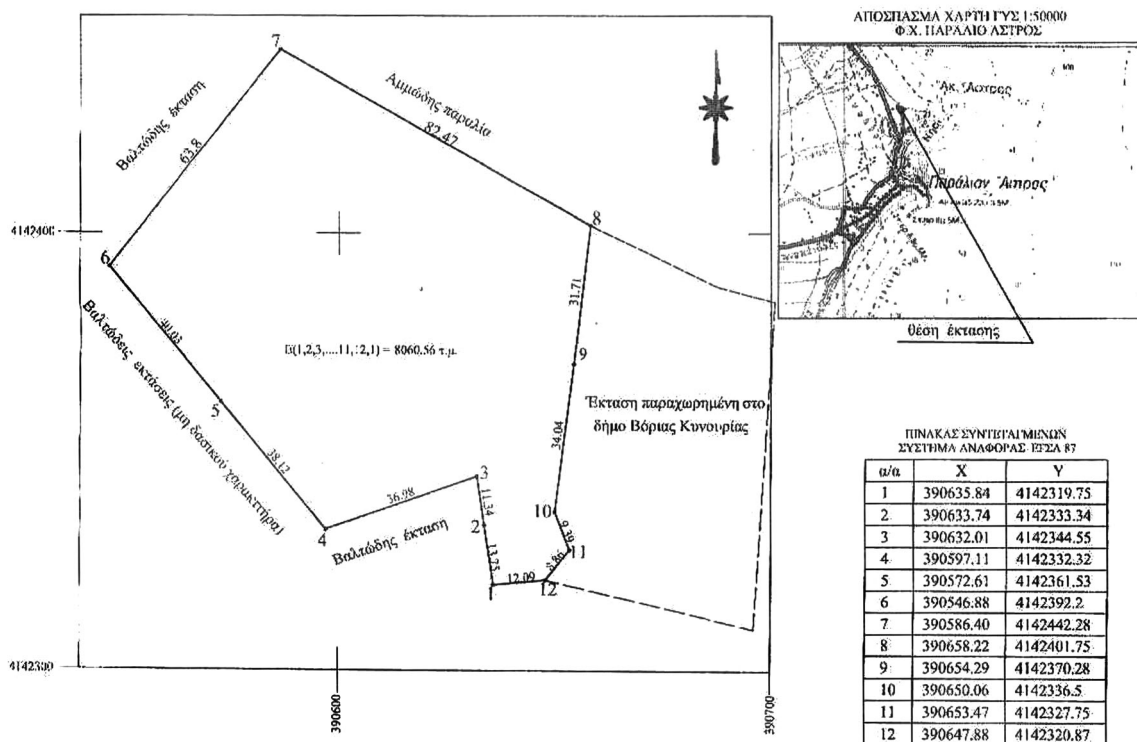 ΑΠΟΣΠΑΣΜΑ ΧΑΡΤΗ ΓΥΣ 1:50000
Φ.Χ. ΠΑΡΑΛΙΟ ΑΣΤΡΟΣ
Ακ. Άστρος
Παράλιον Άστρος
θέση έκτασης
7
Βαλτώδης έκταση
63.8
Αμμώδης παραλία
82.47
8
4142400
6
40.03
31.71
Βαλτώδεις εκτάσεις (μη δασικού χαρακτήρα)
E(1,2,3,....11,12,1) = 8060.56 τ.μ.
9
5
38.12
34.04
Έκταση παραχωρημένη στο
δήμο Βόριας Κυνουρίας
3
36.98
11.34
4
Βαλτώδης έκταση
2
10
9.39
13.75
11
8.86
12.09
12
1
4142300
390600
390700
ΠΙΝΑΚΑΣ ΣΥΝΤΕΤΑΓΜΕΝΩΝ
ΣΥΣΤΗΜΑ ΑΝΑΦΟΡΑΣ ΕΓΣΑ 87
α/α X Y
1 390635.84 4142319.75
2 390633.74 4142333.34
3 390632.01 4142344.55
4 390597.11 4142332.32
5 390572.61 4142361.53
6 390546.88 4142392.2
7 390586.40 4142442.28
8 390658.22 4142401.75
9 390654.29 4142370.28
10 390650.06 4142336.5
11 390653.47 4142327.75
12 390647.88 4142320.87